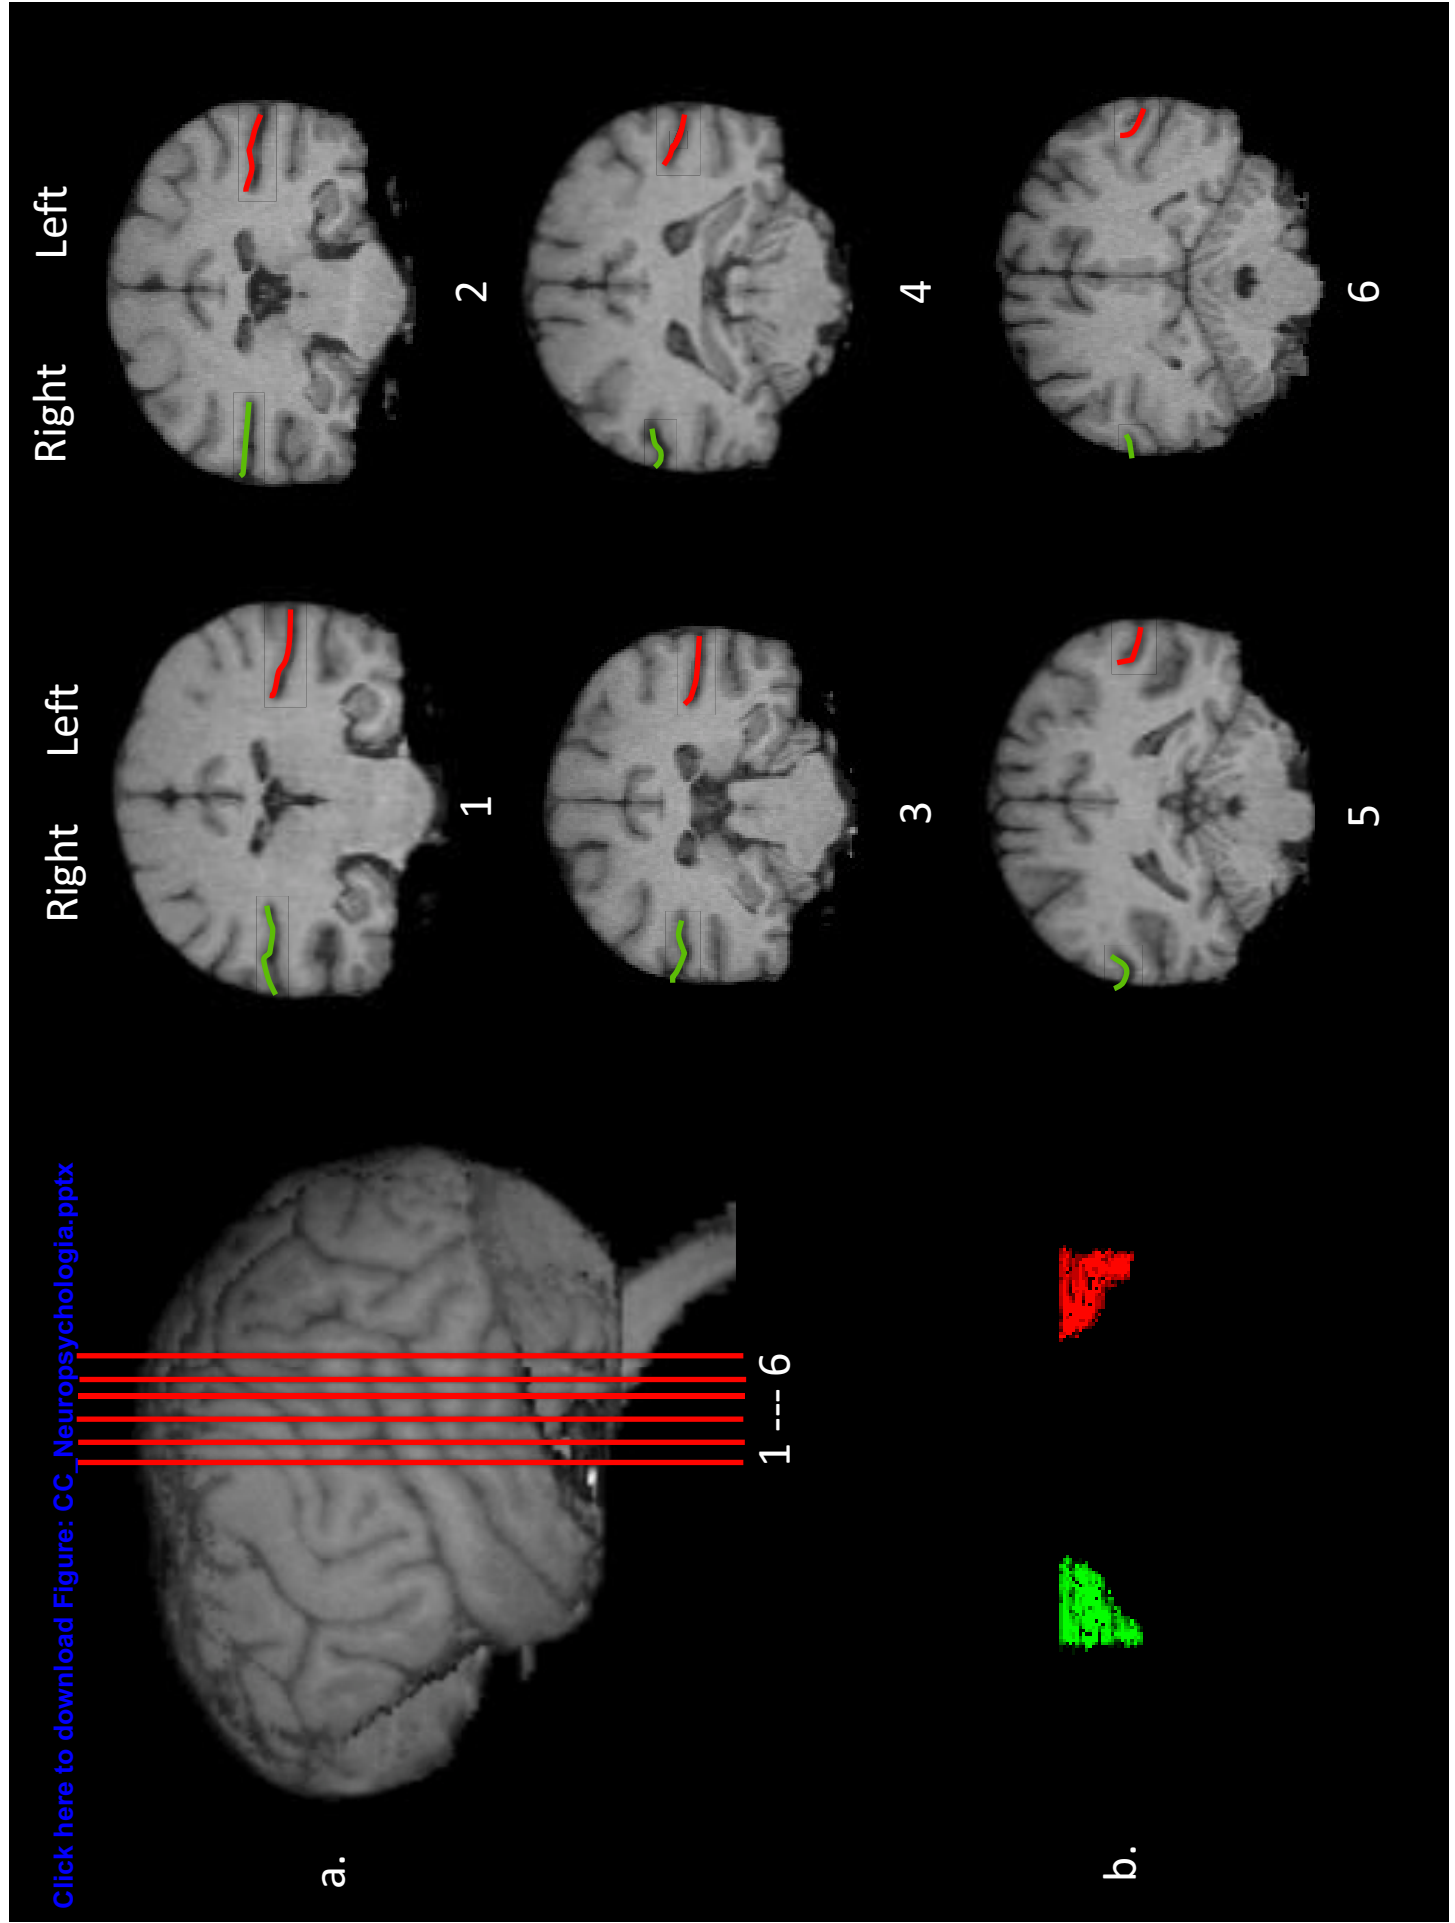 Click here to download Figure: CC_Neuropsychologia.pptx
a.
1 --- 6
b.
Right Left
Right Left
1
2
3
4
5
6